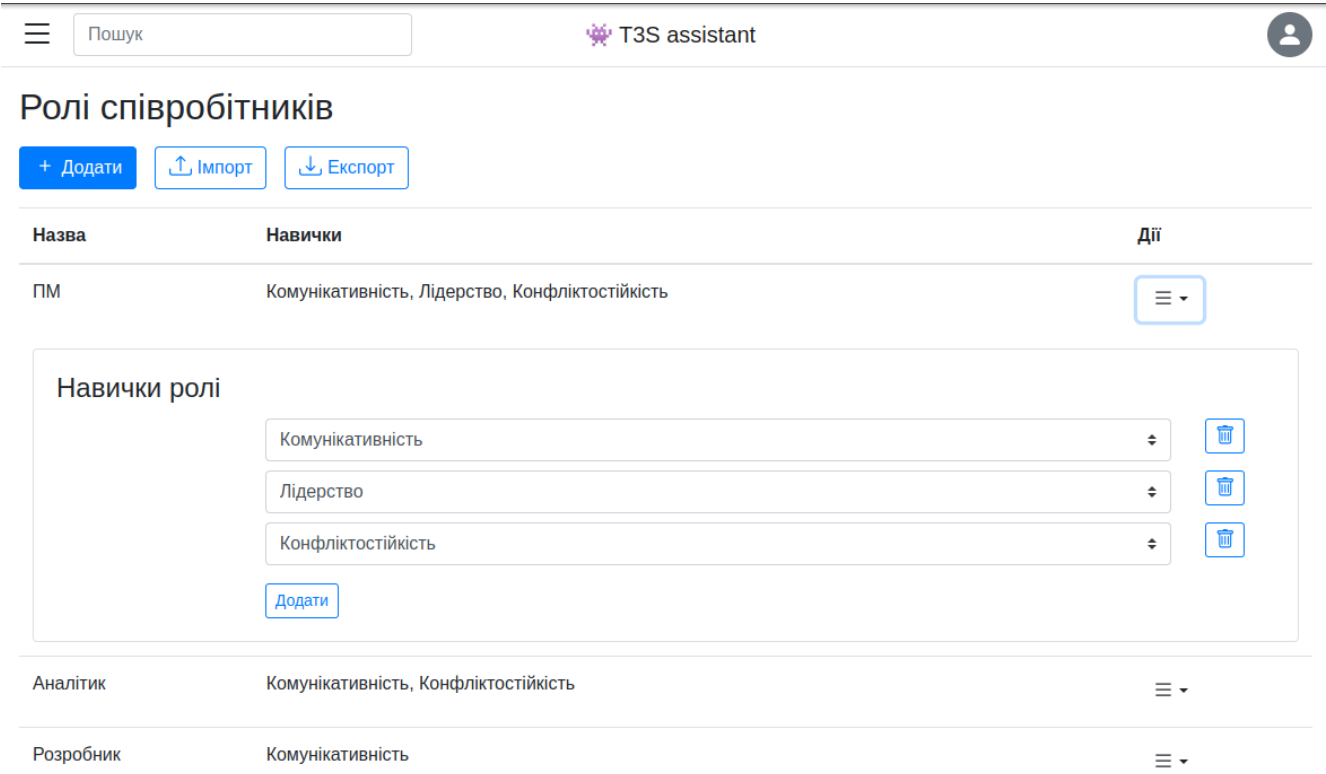 Пошук
👾 T3S assistant
Ролі співробітників
+ Додати Імпорт Експорт
Назва Навички Дії
ПМ Комунікативність, Лідерство, Конфліктостійкість
Навички ролі
Комунікативність
Лідерство
Конфліктостійкість
Додати
Аналітик Комунікативність, Конфліктостійкість
Розробник Комунікативність